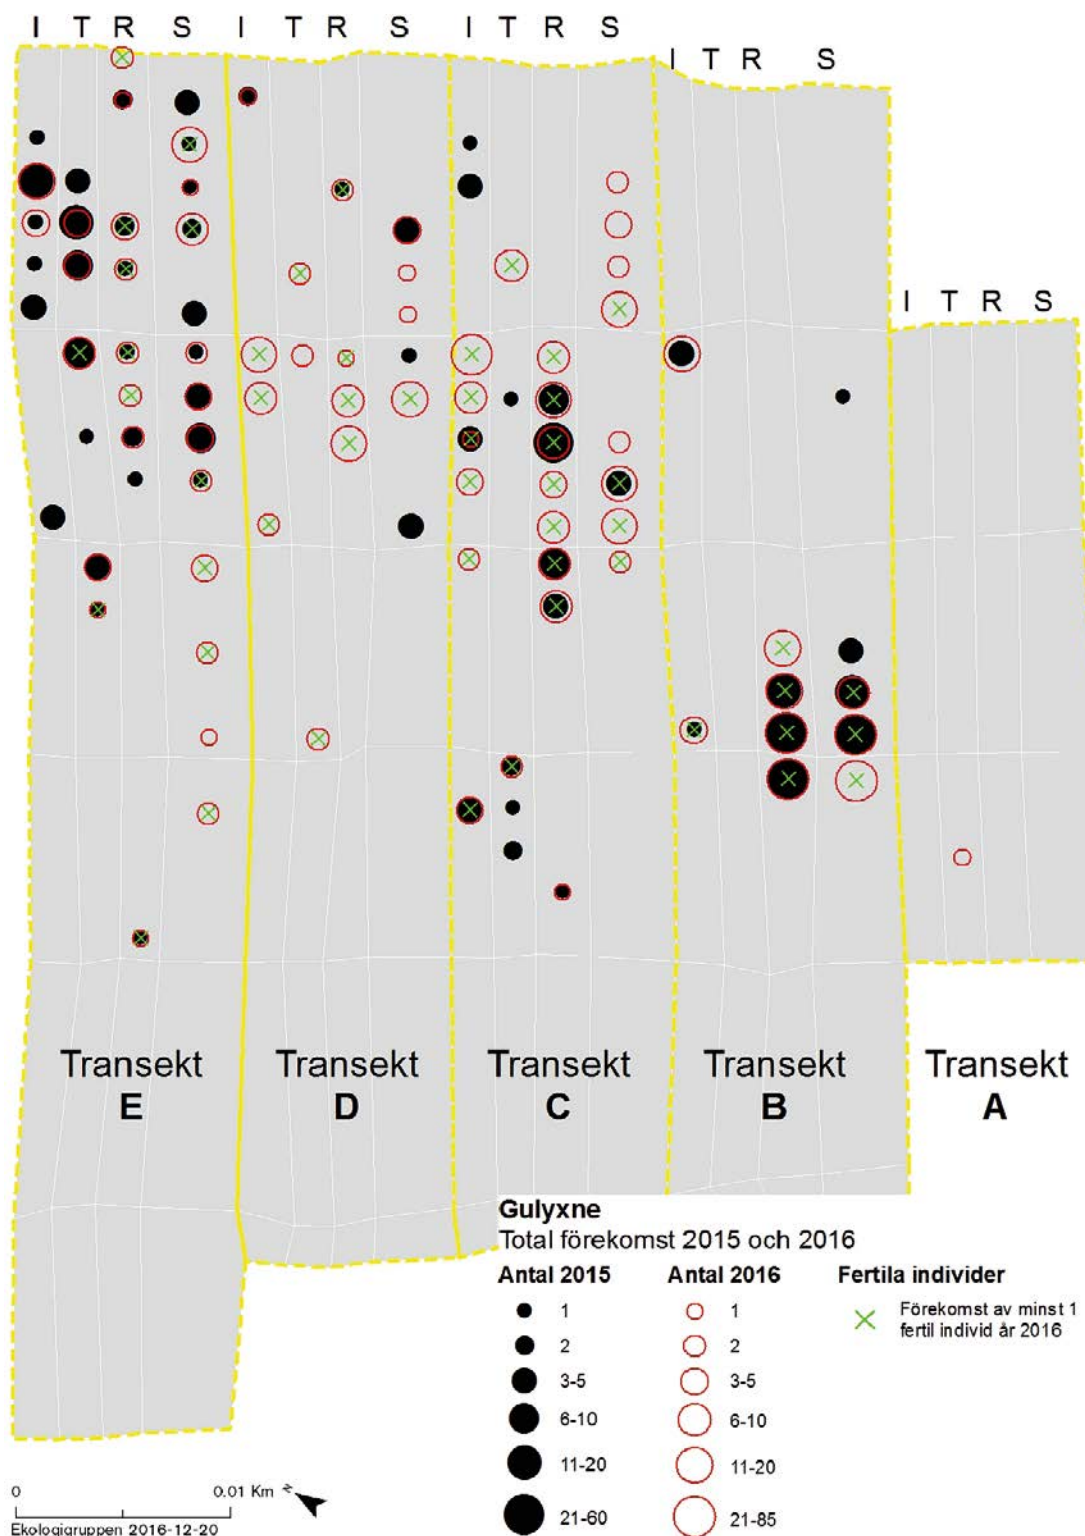 I T R S I T R S I T R S
I T R S
I T R S
Transekt
E
Transekt
D
Transekt
C
Transekt
B
Transekt
A
Gulyxne
Total förekomst 2015 och 2016
Antal 2015
1
2
3-5
6-10
11-20
21-60
Antal 2016
1
2
3-5
6-10
11-20
21-85
Fertila individer
Förekomst av minst 1
fertil individ år 2016
0 0.01 Km N
Ekologigruppen 2016-12-20